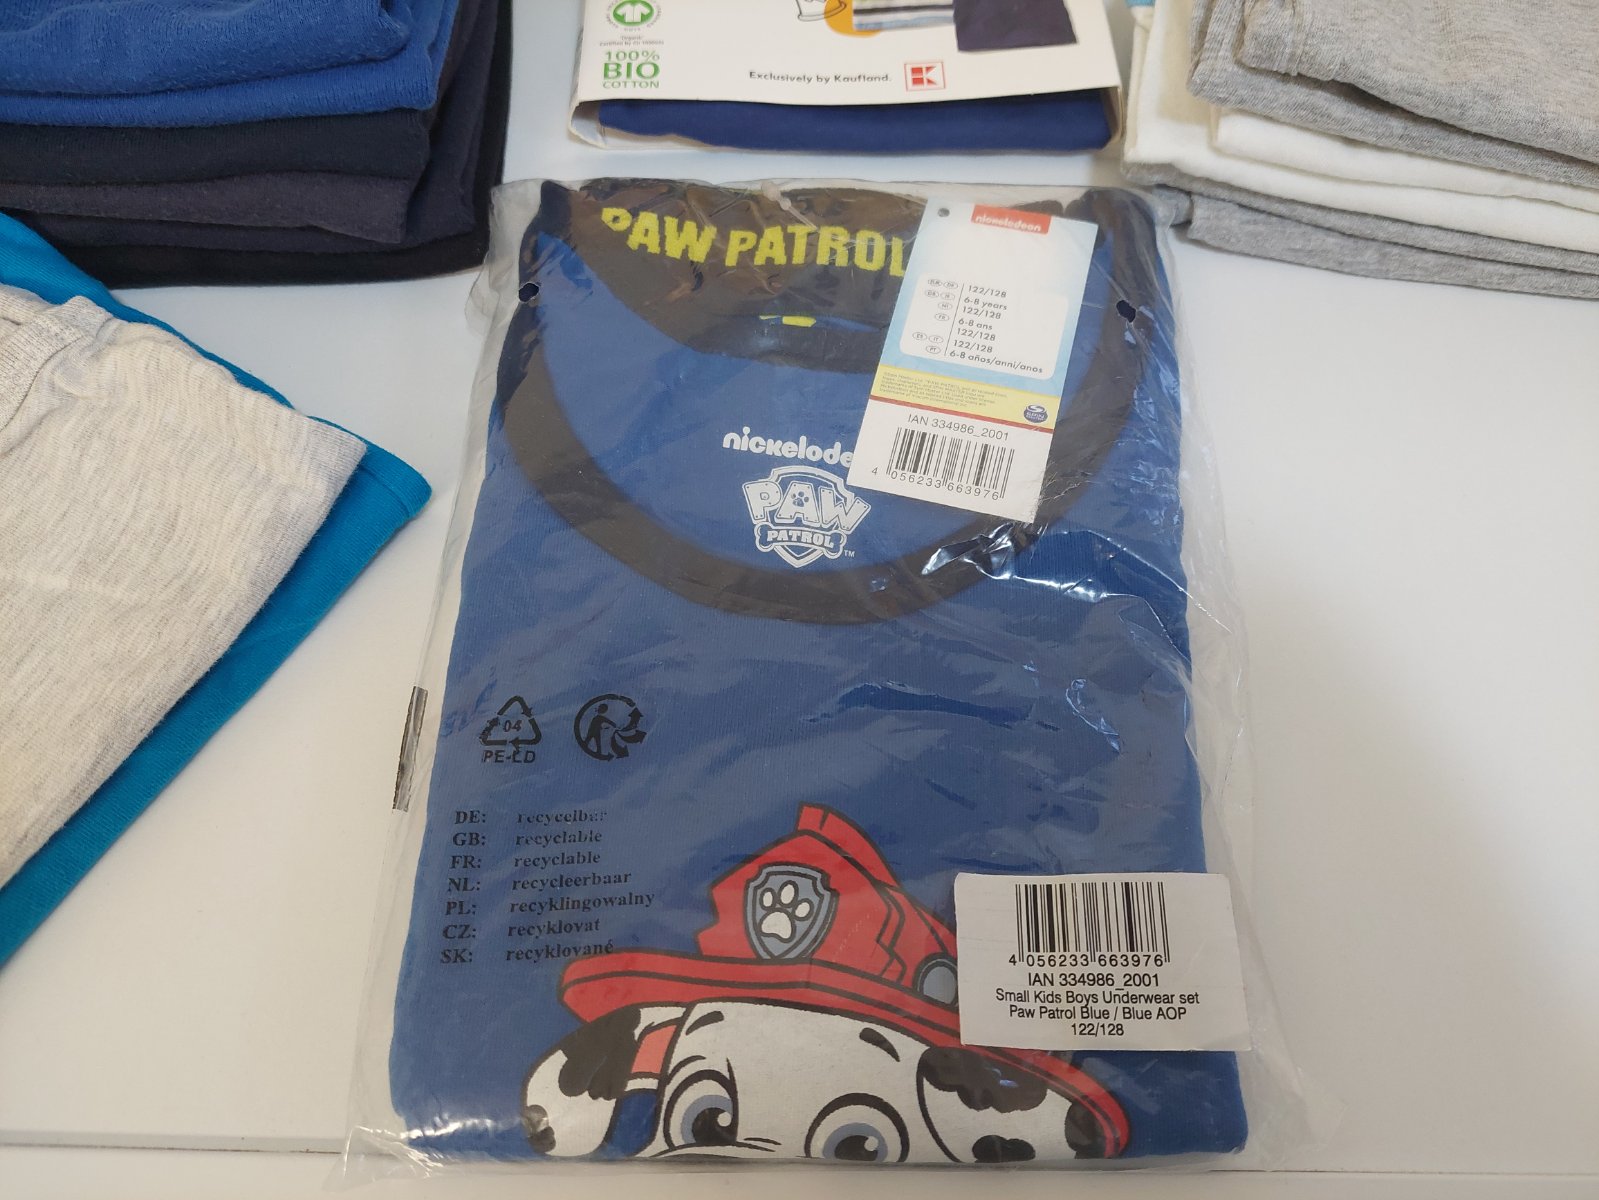 100%
BIO
COTTON
Exclusively by Kaufland.
K
PAW PATROL
nickelodeon
122/128
6-8 years
122/128
6-8 ans
122/128
122/128
6-8 años/anni/anos
IAN 334986_2001
4 056233 663976
nickelode
PAW
PATROL
TM
04
PE-LD
DE: recycelbar
GB: recyclable
FR: recyclable
NL: recycleerbaar
PL: recyklingowalny
CZ: recyklovat
SK: recyklované
4 056233 663976
IAN 334986_2001
Small Kids Boys Underwear set
Paw Patrol Blue / Blue AOP
122/128